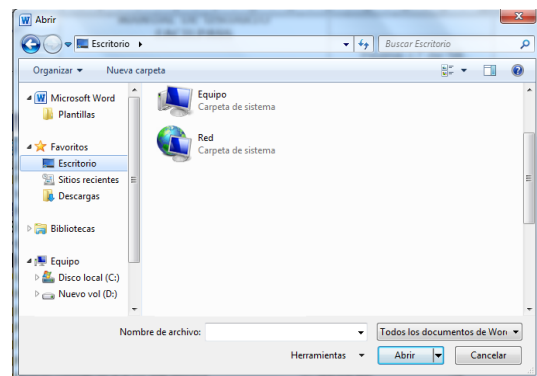 Abrir
Escritorio
Buscar Escritorio
Organizar
Nueva carpeta
Microsoft Word
Plantillas
Favoritos
Escritorio
Sitios recientes
Descargas
Bibliotecas
Equipo
Disco local (C:)
Nuevo vol (D:)
Equipo
Carpeta de sistema
Red
Carpeta de sistema
Nombre de archivo:
Todos los documentos de Wor
Herramientas
Abrir
Cancelar